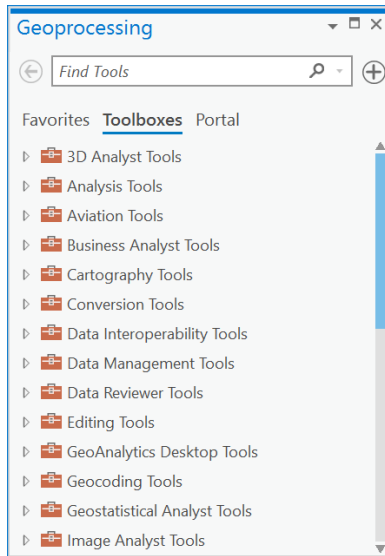 Geoprocessing
Find Tools
Favorites Toolboxes Portal
3D Analyst Tools
Analysis Tools
Aviation Tools
Business Analyst Tools
Cartography Tools
Conversion Tools
Data Interoperability Tools
Data Management Tools
Data Reviewer Tools
Editing Tools
GeoAnalytics Desktop Tools
Geocoding Tools
Geostatistical Analyst Tools
Image Analyst Tools